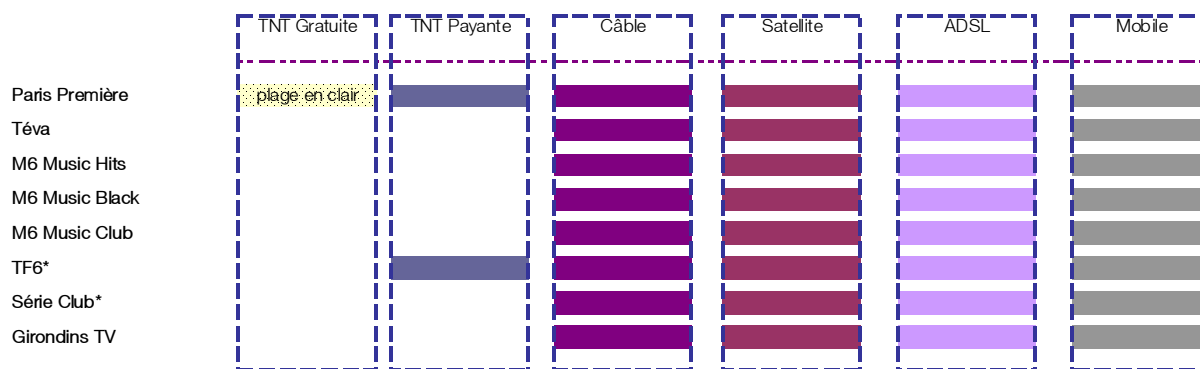 TNT Gratuite TNT Payante Câble Satellite ADSL Mobile
Paris Première plage en clair
Téva
M6 Music Hits
M6 Music Black
M6 Music Club
TF6*
Série Club*
Girondins TV